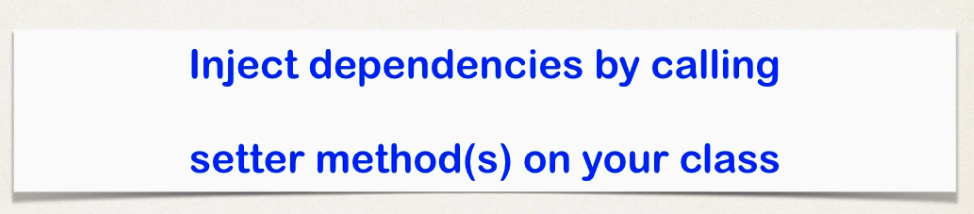 Inject dependencies by calling
setter method(s) on your class